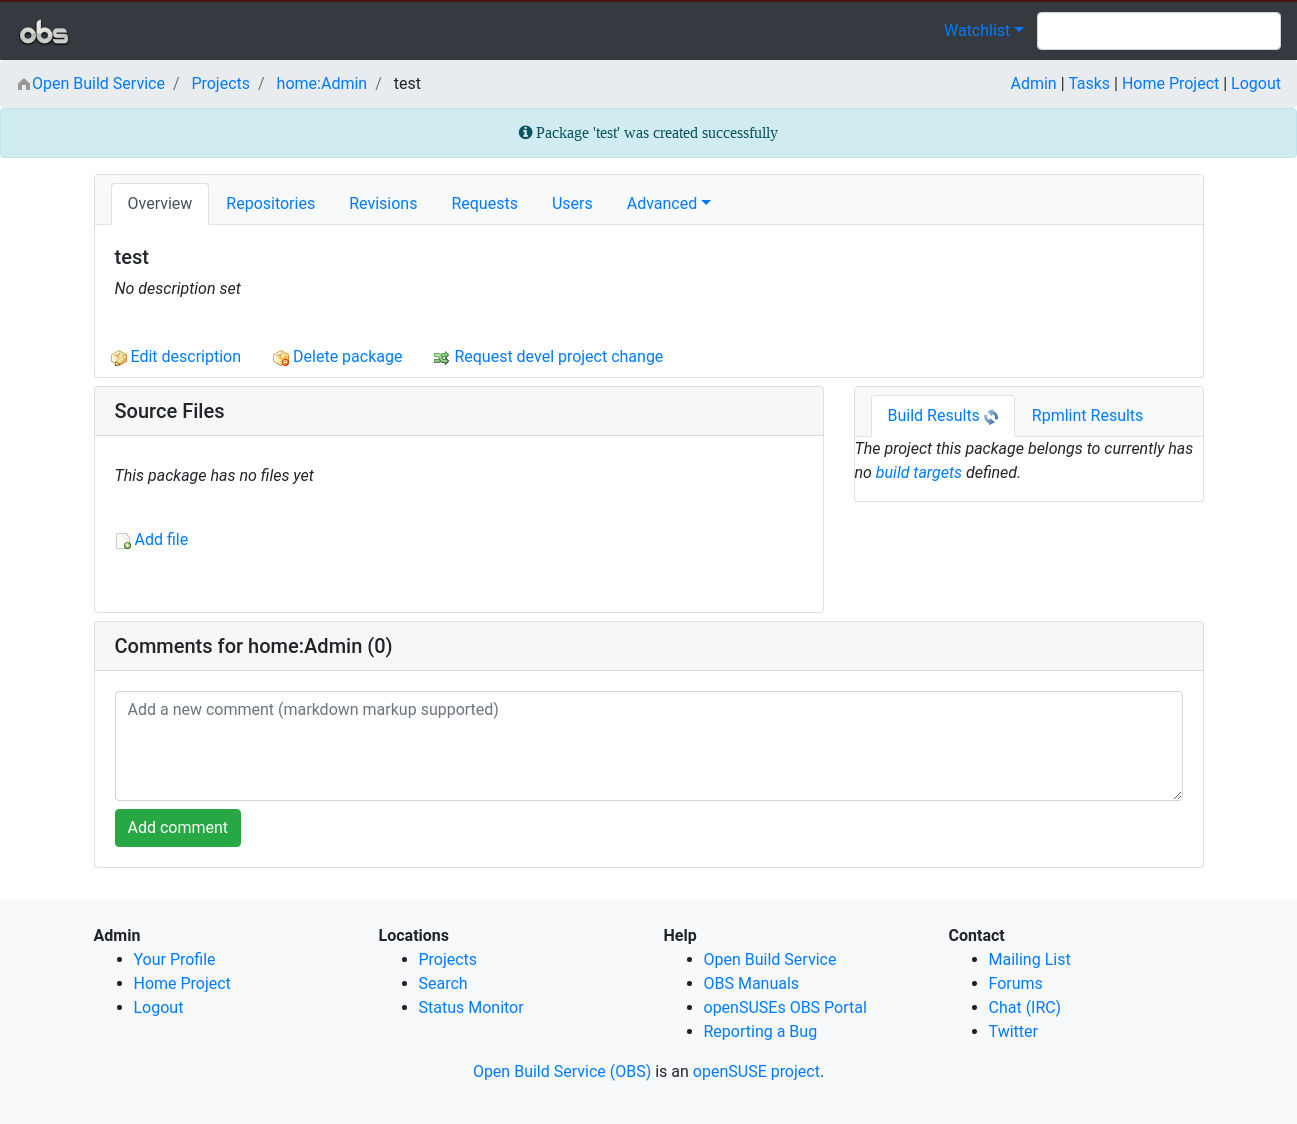 obs
Watchlist
Open Build Service / Projects / home:Admin / test
Admin | Tasks | Home Project | Logout
Package 'test' was created successfully
Overview Repositories Revisions Requests Users Advanced
test
No description set
Edit description Delete package Request devel project change
Source Files
This package has no files yet
Add file
Build Results Rpmlint Results
The project this package belongs to currently has
no build targets defined.
Comments for home:Admin (0)
Add a new comment (markdown markup supported)
Add comment
Admin
Your Profile
Home Project
Logout
Locations
Projects
Search
Status Monitor
Help
Open Build Service
OBS Manuals
openSUSEs OBS Portal
Reporting a Bug
Contact
Mailing List
Forums
Chat (IRC)
Twitter
Open Build Service (OBS) is an openSUSE project.